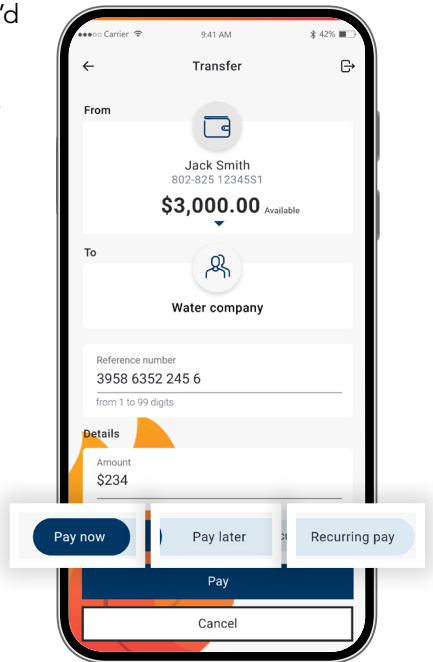 'd
Carrier 9:41 AM 42%
Transfer
From
Jack Smith
802-825 12345S1
$3,000.00 Available
To
Water company
Reference number
3958 6352 245 6
from 1 to 99 digits
Details
Amount
$234
Pay now Pay later Recurring pay
Pay
Cancel